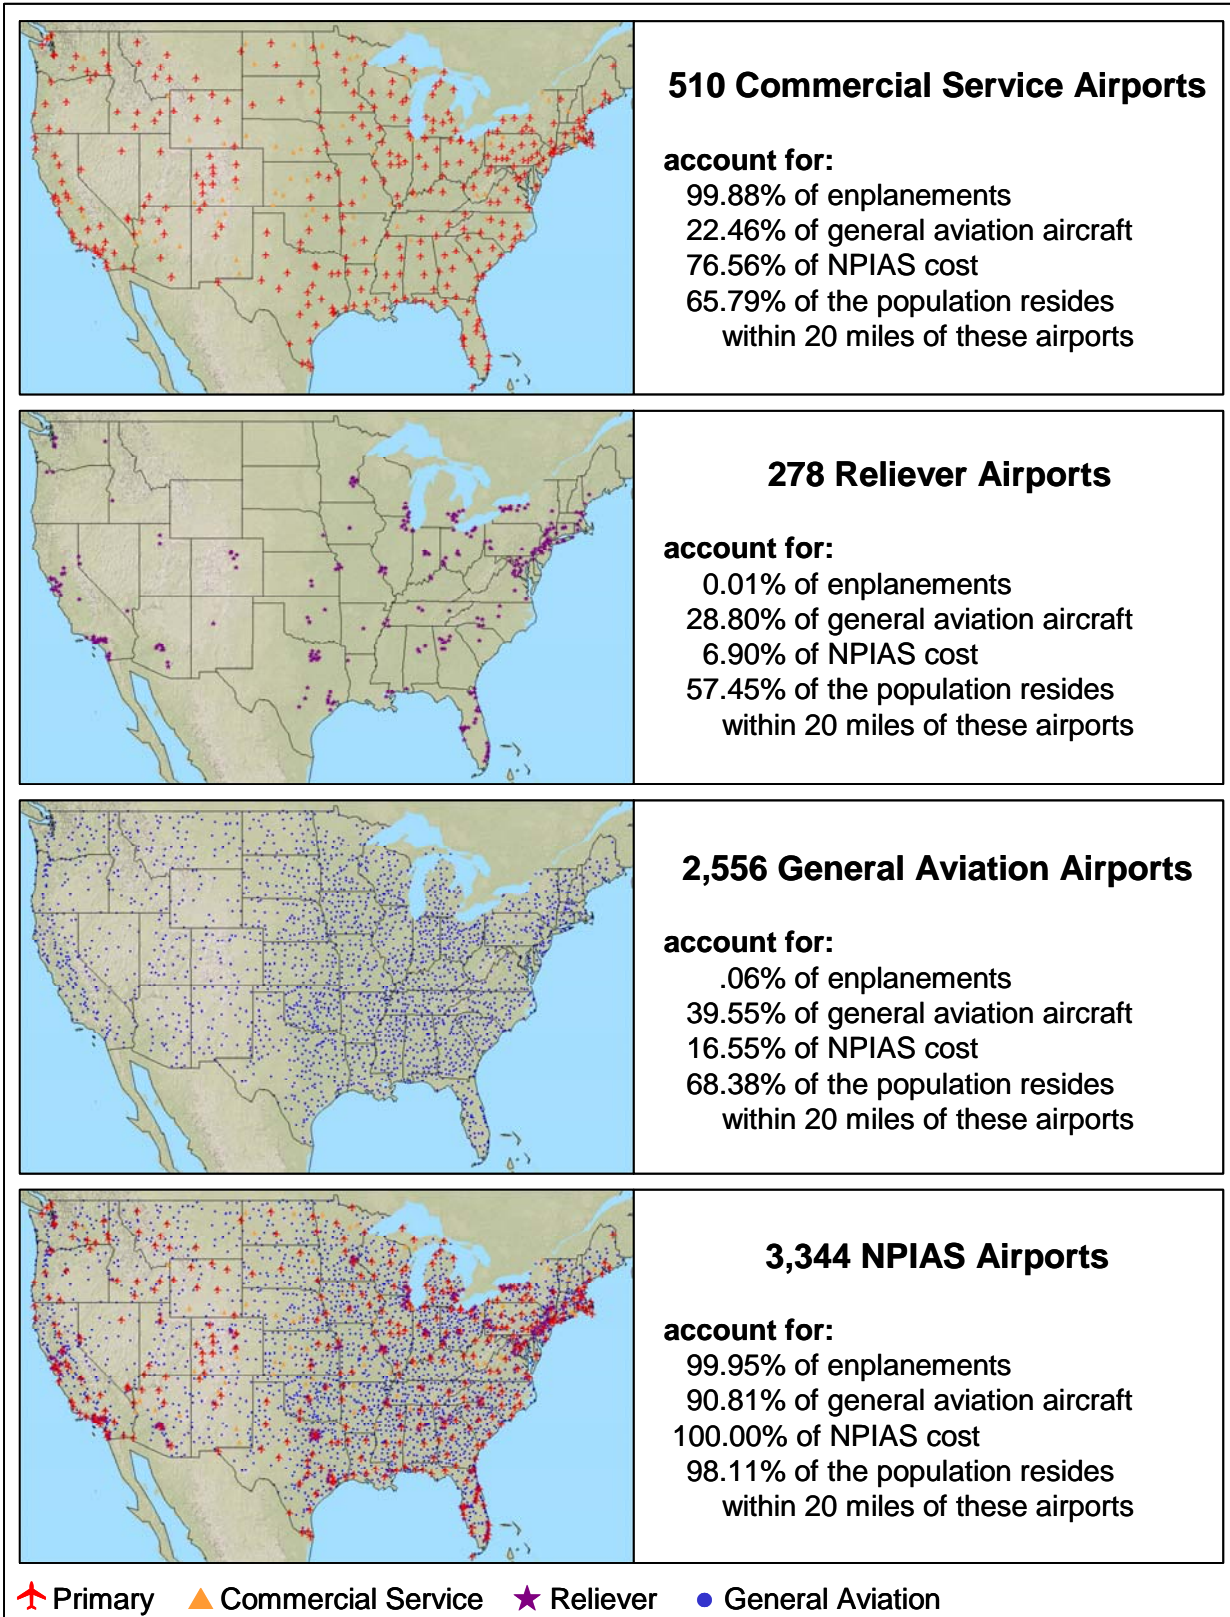 510 Commercial Service Airports
account for:
99.88% of enplanements
22.46% of general aviation aircraft
76.56% of NPIAS cost
65.79% of the population resides
within 20 miles of these airports
278 Reliever Airports
account for:
0.01% of enplanements
28.80% of general aviation aircraft
6.90% of NPIAS cost
57.45% of the population resides
within 20 miles of these airports
2,556 General Aviation Airports
account for:
.06% of enplanements
39.55% of general aviation aircraft
16.55% of NPIAS cost
68.38% of the population resides
within 20 miles of these airports
3,344 NPIAS Airports
account for:
99.95% of enplanements
90.81% of general aviation aircraft
100.00% of NPIAS cost
98.11% of the population resides
within 20 miles of these airports
Primary Commercial Service Reliever General Aviation